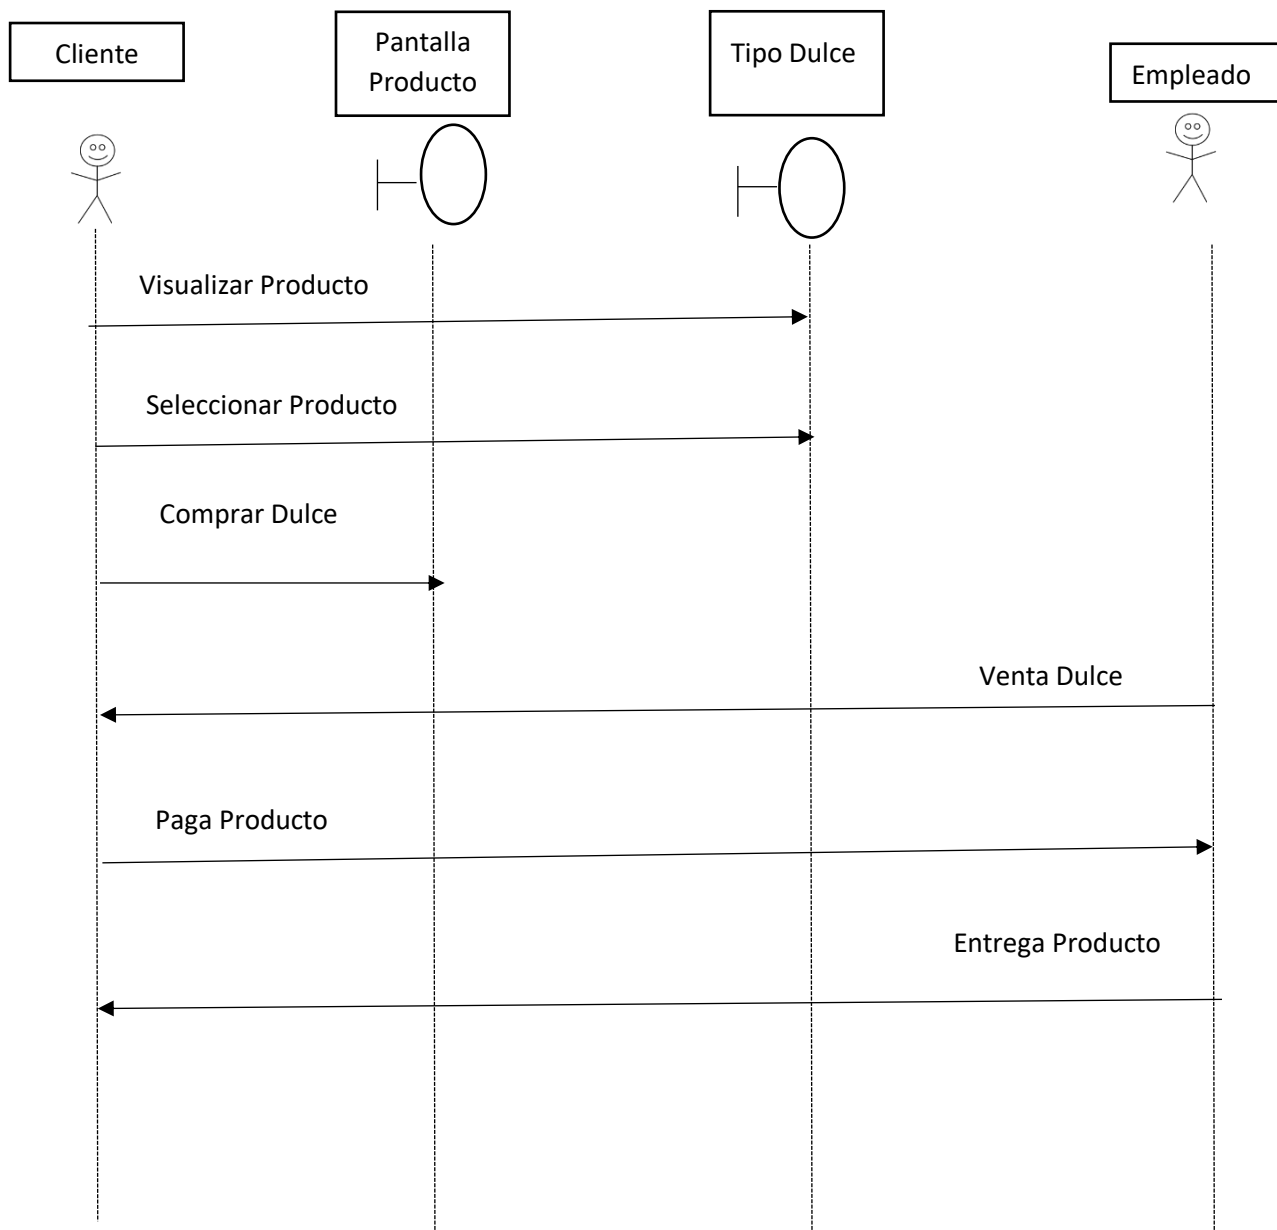 Cliente
Pantalla
Producto
Tipo Dulce
Empleado
Visualizar Producto
Seleccionar Producto
Comprar Dulce
Venta Dulce
Paga Producto
Entrega Producto